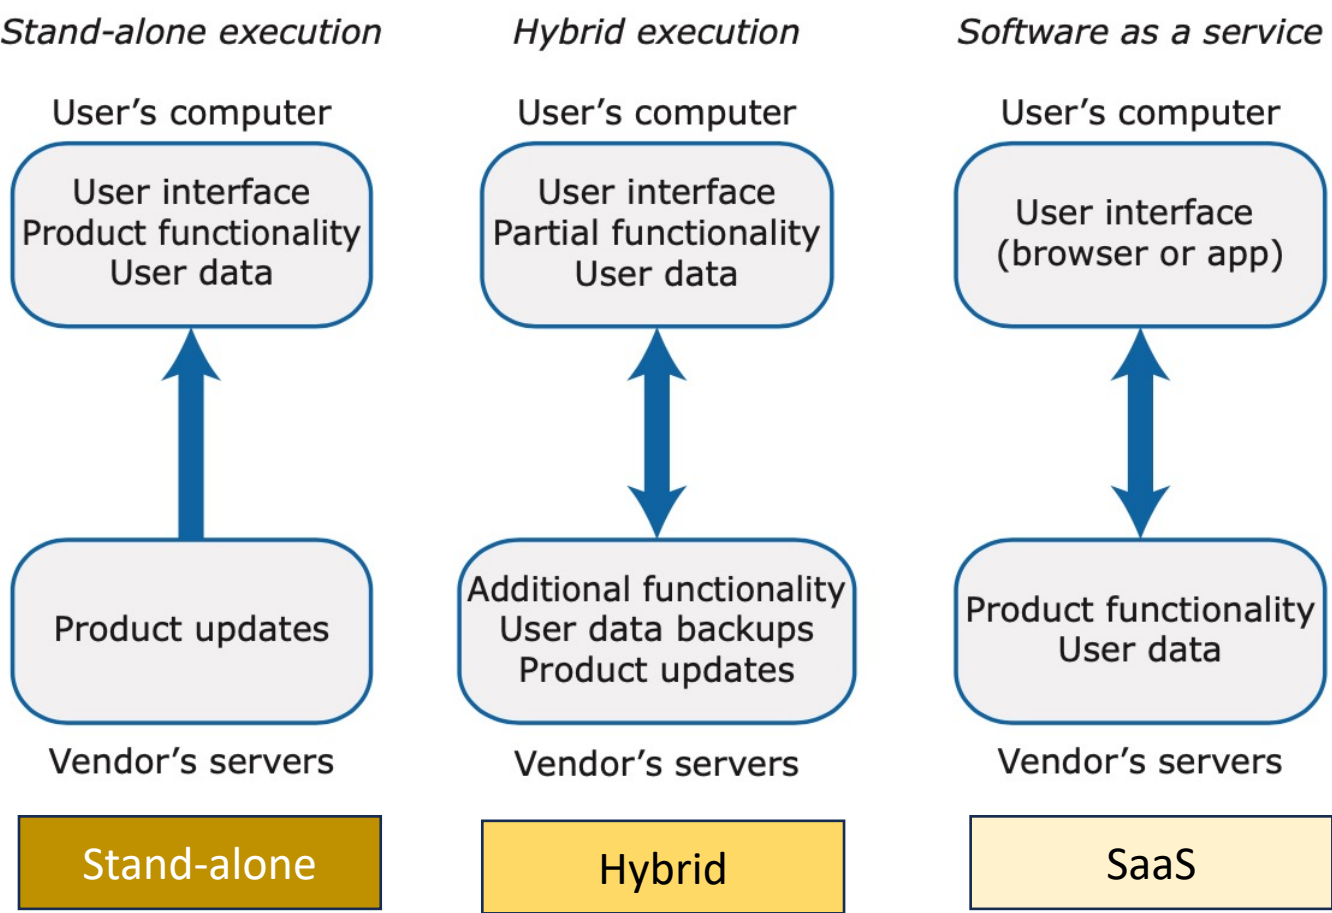 Stand-alone execution
User's computer
User interface
Product functionality
User data
Product updates
Vendor's servers
Stand-alone
Hybrid execution
User's computer
User interface
Partial functionality
User data
Additional functionality
User data backups
Product updates
Vendor's servers
Hybrid
Software as a service
User's computer
User interface
(browser or app)
Product functionality
User data
Vendor's servers
SaaS